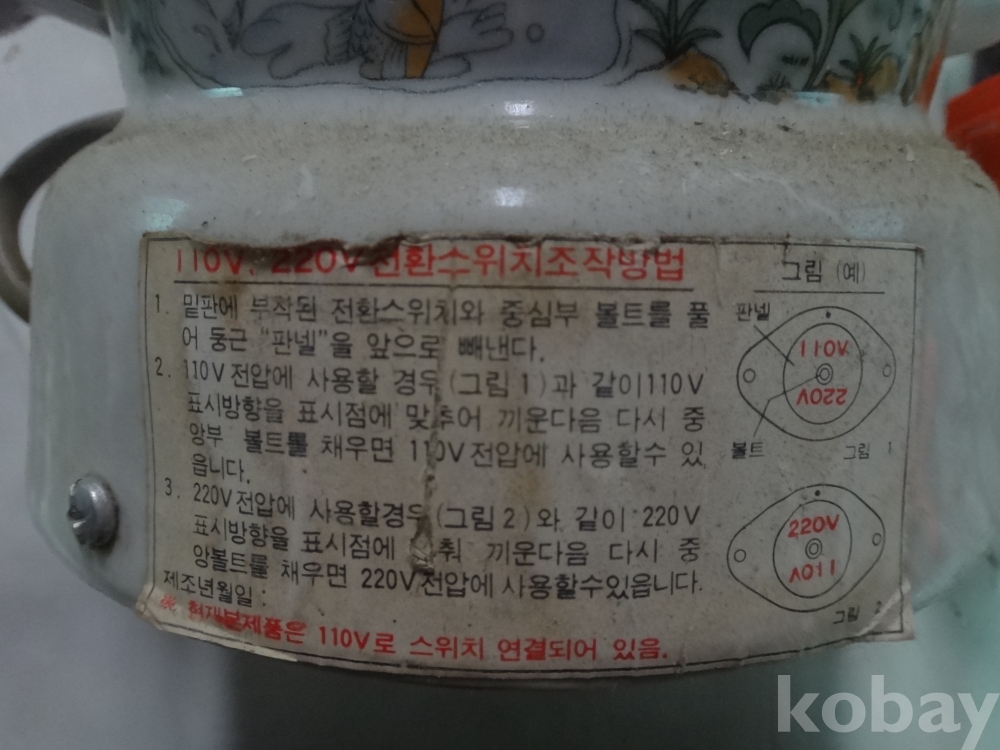 110V, 220V 전환스위치조작방법
1. 밑판에 부착된 전환스위치와 중심부 볼트를 풀
어 둥근 "판넬"을 앞으로 빼낸다.
2. 110V 전압에 사용할 경우 (그림 1) 과 같이 110V
표시방향을 표시점에 맞추어 끼운다음 다시 중
앙부 볼트를 채우면 110V 전압에 사용할수 있
읍니다.
3. 220V 전압에 사용할경우 (그림 2) 와 같이 220V
표시방향을 표시점에 춰 끼운다음 다시 중
앙볼트를 채우면 220V 전압에 사용할수있읍니다.
제조년월일 :
※ 현재본제품은 110V로 스위치 연결되어 있음.
그림 (예)
판넬
110V
220V
볼트
그림 1
220V
110V
그림 2
kobay